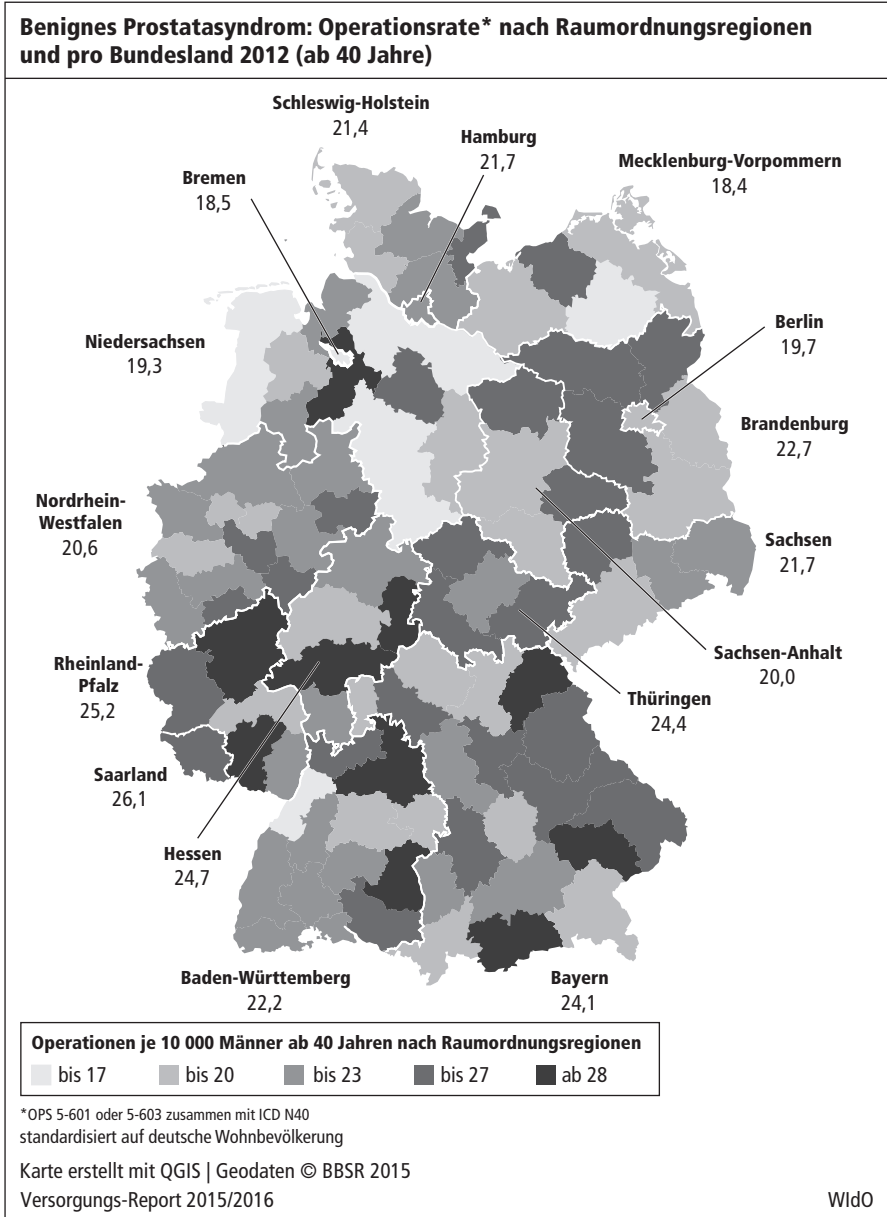 Benignes Prostatasyndrom: Operationsrate* nach Raumordnungsregionen
und pro Bundesland 2012 (ab 40 Jahre)
Schleswig-Holstein
21,4
Hamburg
21,7
Mecklenburg-Vorpommern
18,4
Bremen
18,5
Niedersachsen
19,3
Berlin
19,7
Brandenburg
22,7
Nordrhein-
Westfalen
20,6
Sachsen
21,7
Sachsen-Anhalt
20,0
Rheinland-
Pfalz
25,2
Thüringen
24,4
Saarland
26,1
Hessen
24,7
Baden-Württemberg
22,2
Bayern
24,1
Operationen je 10 000 Männer ab 40 Jahren nach Raumordnungsregionen
bis 17 bis 20 bis 23 bis 27 ab 28
*OPS 5-601 oder 5-603 zusammen mit ICD N40
standardisiert auf deutsche Wohnbevölkerung
Karte erstellt mit QGIS | Geodaten © BBSR 2015
Versorgungs-Report 2015/2016 WIdO